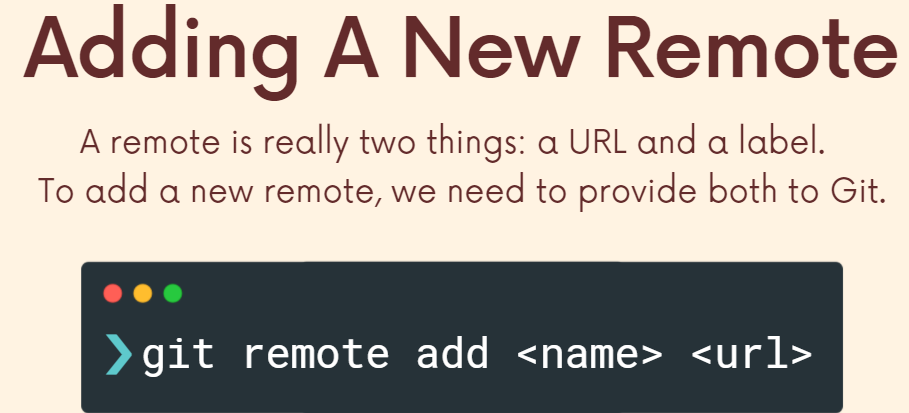 Adding A New Remote
A remote is really two things: a URL and a label.
To add a new remote, we need to provide both to Git.
❯git remote add <name> <url>